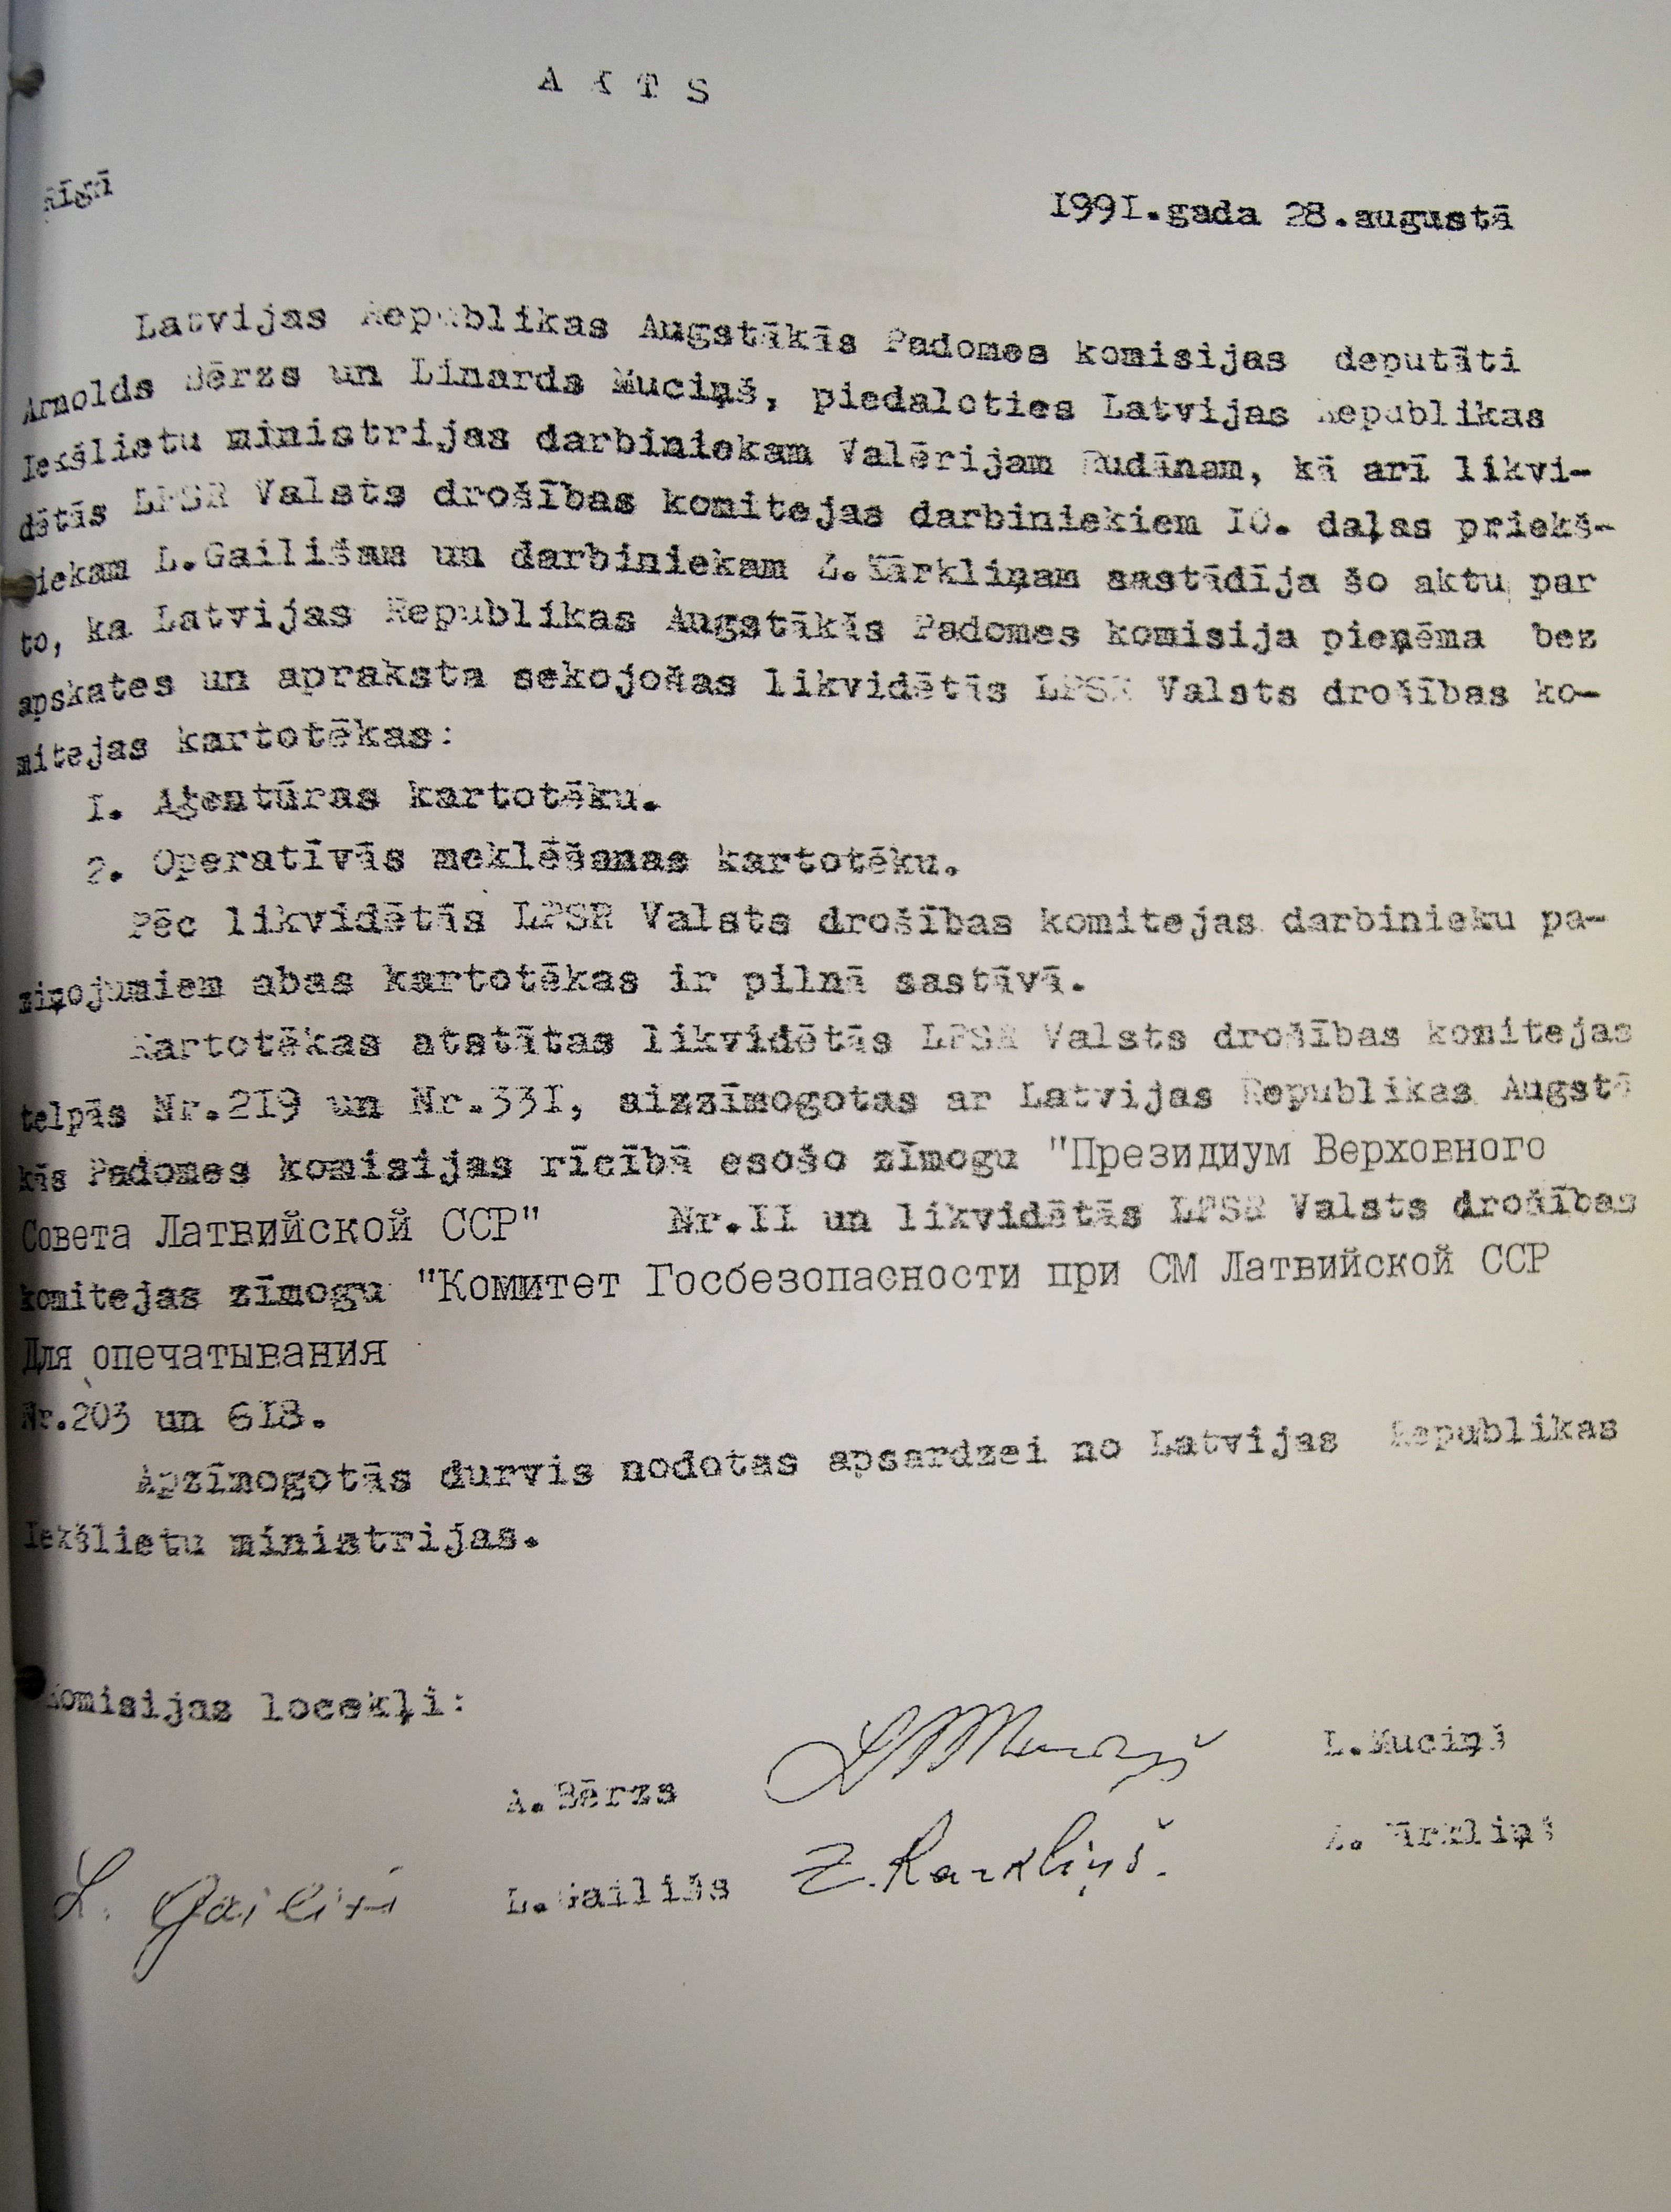 A K T S
Rīgā
1991.gada 28.augustā
Latvijas Republikas Augstākās Padomes komisijas deputāti
Arnolds Bērzs un Linards Muciņš, piedaloties Latvijas Republikas
Iekšlietu ministrijas darbiniekam Valērijam Rudānam, kā arī likvi-
dētās LPSR Valsts drošības komitejas darbiniekiem 10. daļas priekš-
niekam L.Gailišam un darbiniekam Z.Kārkliņam sastādīja šo aktu par
to, ka Latvijas Republikas Augstākās Padomes komisija pieņēma bez
apskates un apraksta sekojošas likvidētās LPSR Valsts drošības ko-
mitejas kartotēkas:
1. Aģentūras kartotēku.
2. Operatīvās meklēšanas kartotēku.
Pēc likvidētās LPSR Valsts drošības komitejas darbinieku pa-
ziņojumiem abas kartotēkas ir pilnā sastāvā.
Kartotēkas atstātas likvidētās LPSR Valsts drošības komitejas
telpās Nr.219 un Nr.331, aizzīmogotas ar Latvijas Republikas Augstā
kās Padomes komisijas rīcībā esošo zīmogu "Президиум Верховного
Совета Латвийской ССР" Nr.II un likvidētās LPSR Valsts drošības
komitejas zīmogu "Комитет Госбезопасности при СМ Латвийской ССР
Для опечатывания
Nr.203 un 618.
Apzīmogotās durvis nodotas apsardzei no Latvijas Republikas
Iekšlietu ministrijas.
Komisijas locekļi:
L Muciņš L.Muciņš
A.Bērzs
Z. Karkliņš. Z. Kārkliņš
L. Gailišs L.Gailišs